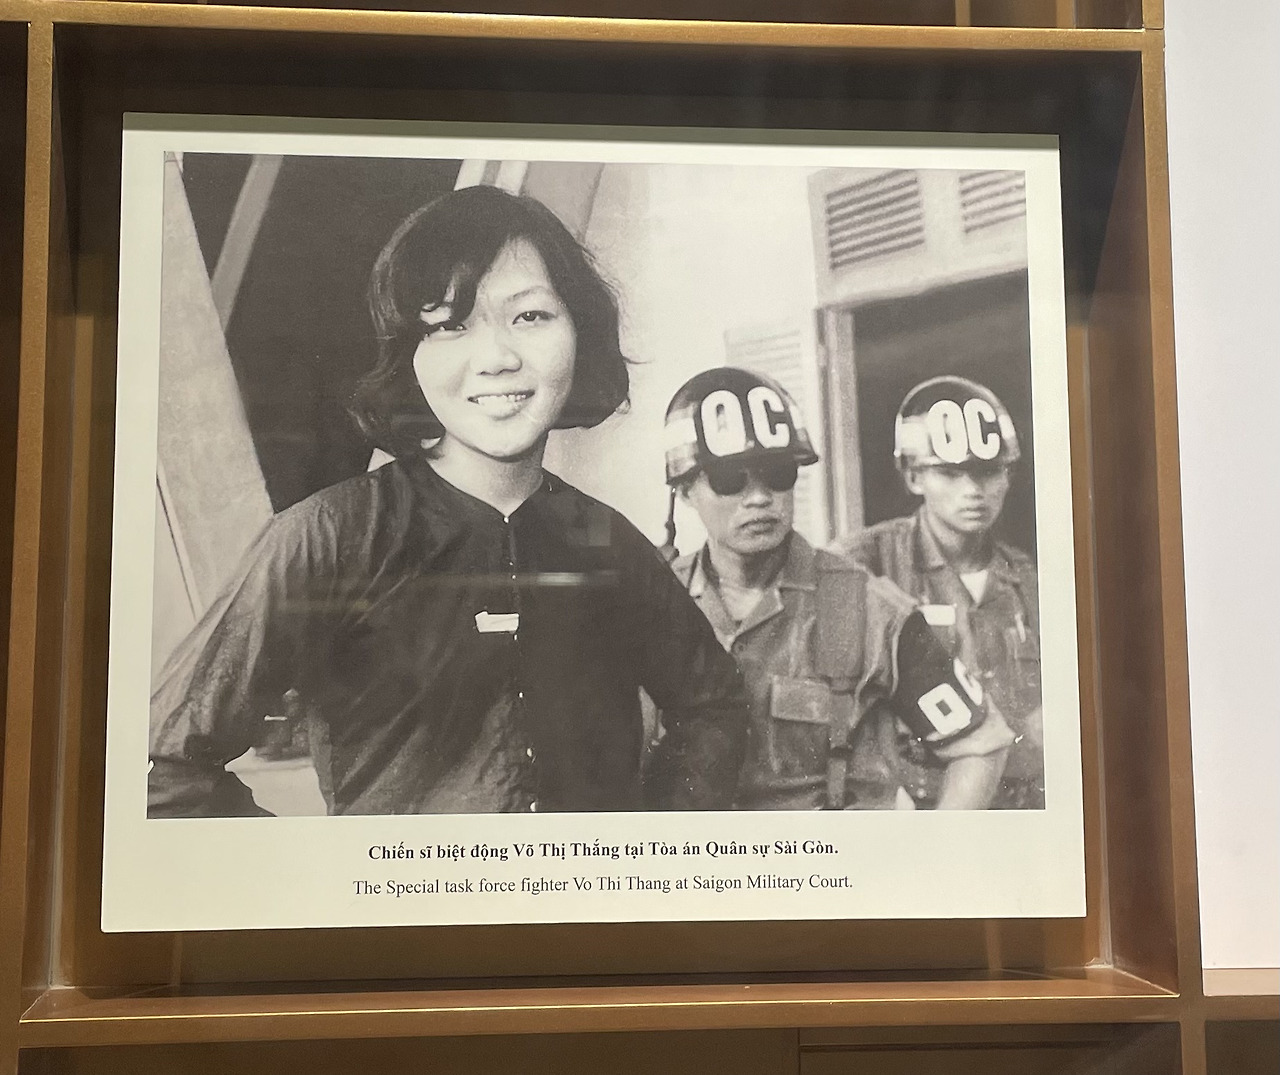 QC
QC
QC
Chiến sĩ biệt động Võ Thị Thắng tại Tòa án Quân sự Sài Gòn.
The Special task force fighter Vo Thi Thang at Saigon Military Court.